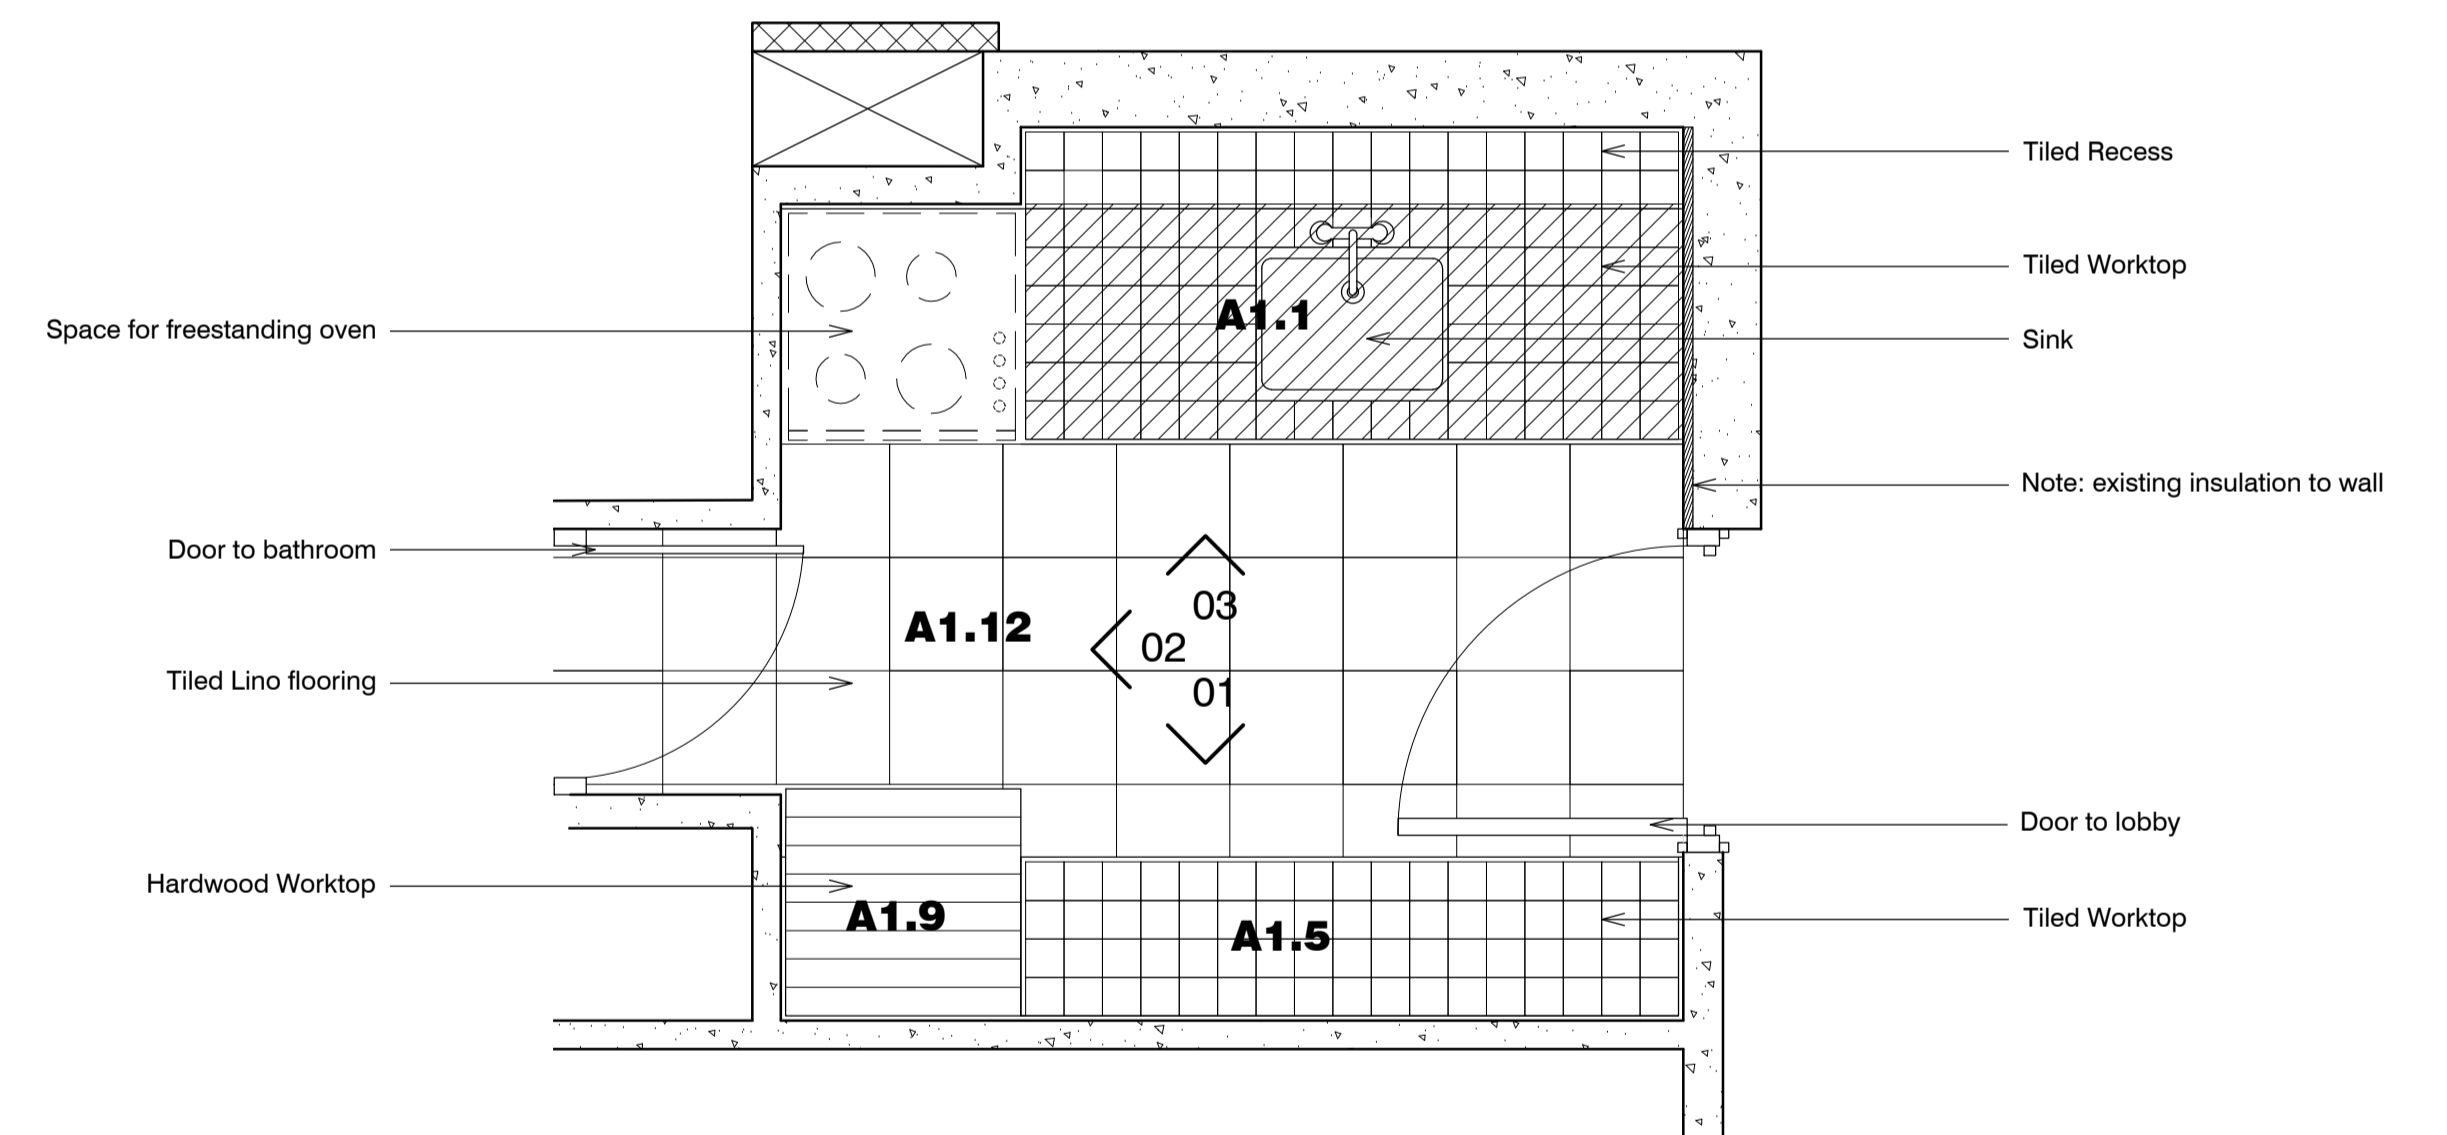 Tiled Recess
Tiled Worktop
A1.1
Space for freestanding oven
Sink
Note: existing insulation to wall
Door to bathroom
03
A1.12
02
Tiled Lino flooring
01
Door to lobby
Hardwood Worktop
A1.9
A1.5
Tiled Worktop